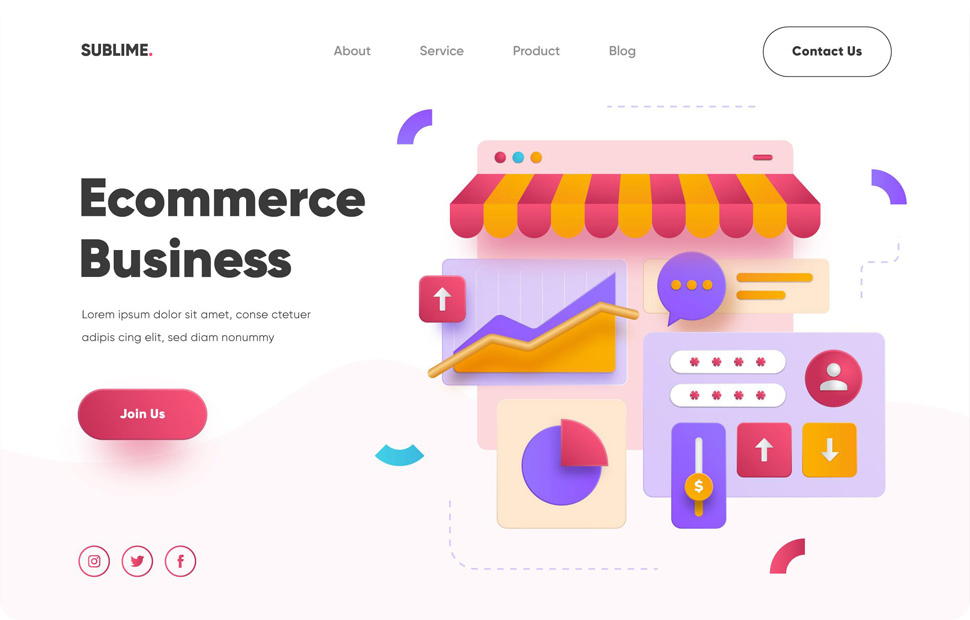 SUBLIME.
About
Service
Product
Blog
Contact Us
Ecommerce
Business
Lorem ipsum dolor sit amet, conse ctetuer
adipis cing elit, sed diam nonummy
Join Us
$